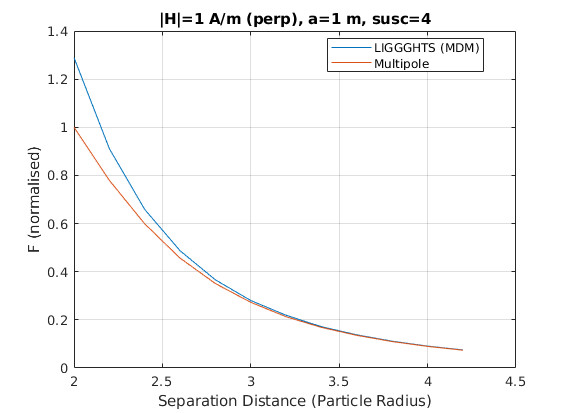 |H|=1 A/m (perp), a=1 m, susc=4
LIGGGHTS (MDM)
Multipole
F (normalised)
1.4
1.2
1
0.8
0.6
0.4
0.2
0
2
2.5
3
3.5
4
4.5
Separation Distance (Particle Radius)